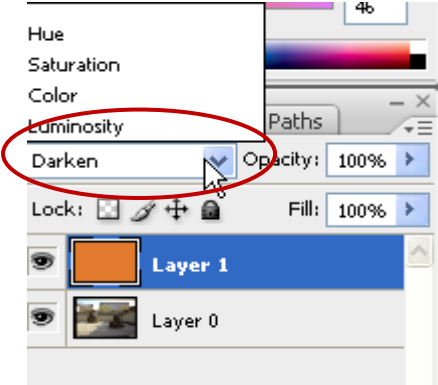 46
Hue
Saturation
Color
Luminosity
Paths
Darken
Opacity: 100%
Lock:
Fill: 100%
Layer 1
Layer 0